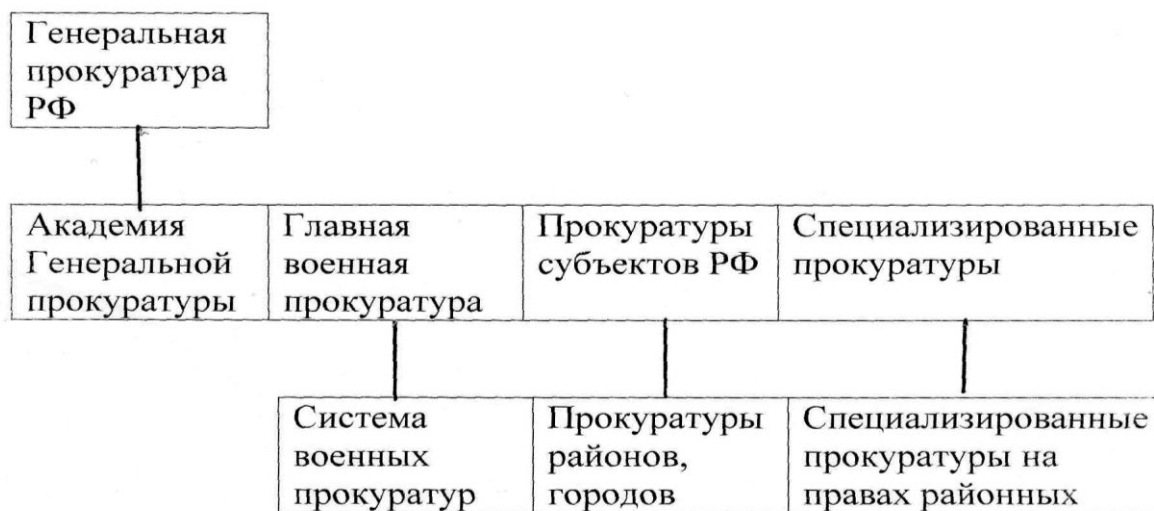 Генеральная
прокуратура
РФ
Академия
Генеральной
прокуратуры
Главная
военная
прокуратура
Прокуратуры
субъектов РФ
Специализированные
прокуратуры
Система
военных
прокуратур
Прокуратуры
районов,
городов
Специализированные
прокуратуры на
правах районных